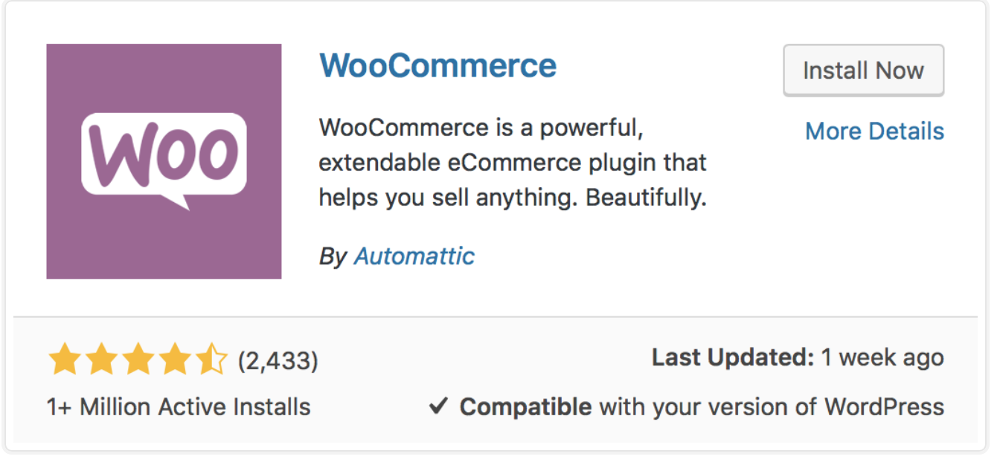 Woo
WooCommerce
Install Now
WooCommerce is a powerful,
extendable eCommerce plugin that
helps you sell anything. Beautifully.
More Details
By Automattic
(2,433)
Last Updated: 1 week ago
1+ Million Active Installs
✔ Compatible with your version of WordPress